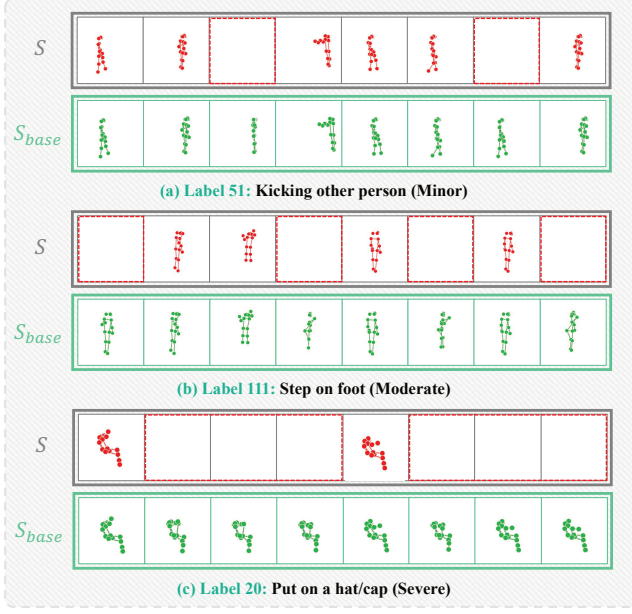 S
S_base
(a) Label 51: Kicking other person (Minor)
S
S_base
(b) Label 111: Step on foot (Moderate)
S
S_base
(c) Label 20: Put on a hat/cap (Severe)